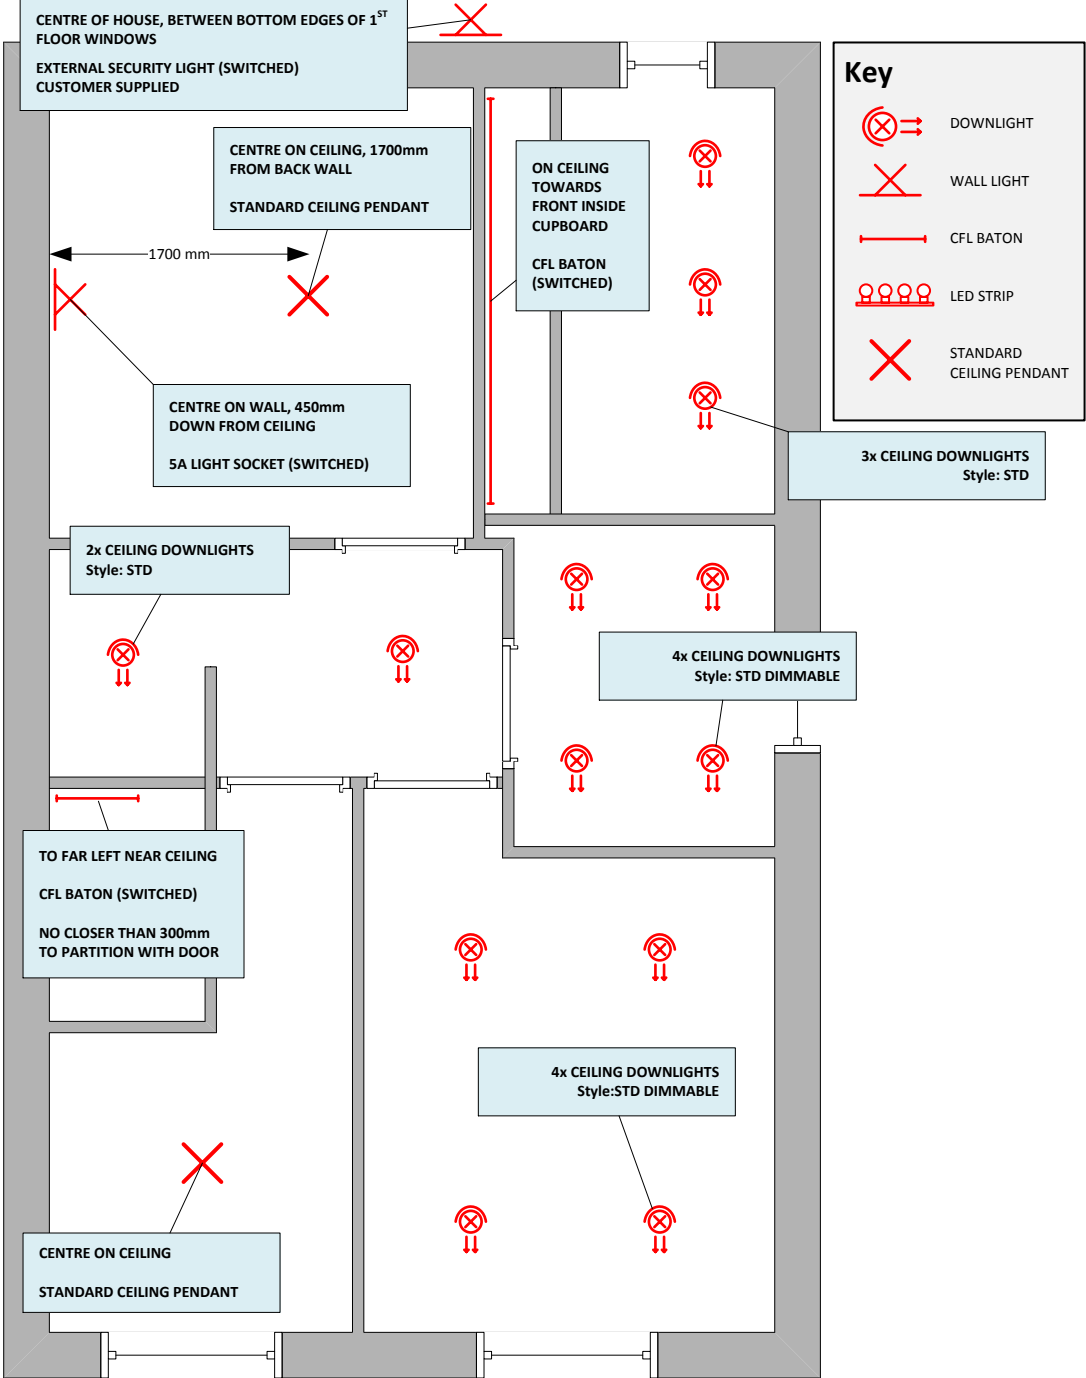 CENTRE OF HOUSE, BETWEEN BOTTOM EDGES OF 1ST
FLOOR WINDOWS
EXTERNAL SECURITY LIGHT (SWITCHED)
CUSTOMER SUPPLIED
Key
DOWNLIGHT
WALL LIGHT
CFL BATON
LED STRIP
STANDARD
CEILING PENDANT
CENTRE ON CEILING, 1700mm
FROM BACK WALL
STANDARD CEILING PENDANT
ON CEILING
TOWARDS
FRONT INSIDE
CUPBOARD
CFL BATON
(SWITCHED)
1700 mm
CENTRE ON WALL, 450mm
DOWN FROM CEILING
5A LIGHT SOCKET (SWITCHED)
3x CEILING DOWNLIGHTS
Style: STD
2x CEILING DOWNLIGHTS
Style: STD
4x CEILING DOWNLIGHTS
Style: STD DIMMABLE
TO FAR LEFT NEAR CEILING
CFL BATON (SWITCHED)
NO CLOSER THAN 300mm
TO PARTITION WITH DOOR
4x CEILING DOWNLIGHTS
Style:STD DIMMABLE
CENTRE ON CEILING
STANDARD CEILING PENDANT